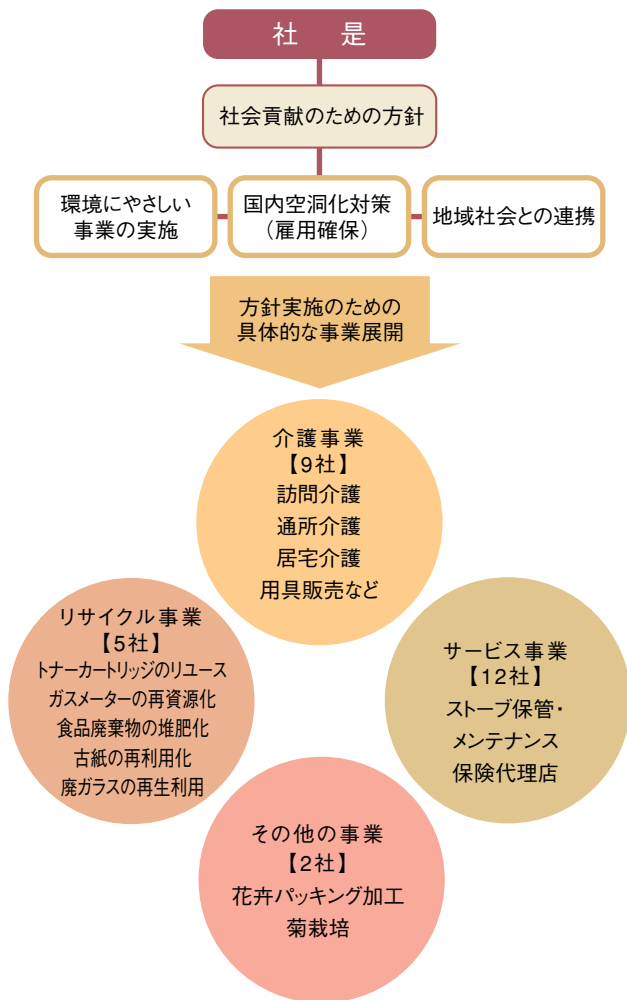 社 是
社会貢献のための方針
環境にやさしい
事業の実施
国内空洞化対策
（雇用確保）
地域社会との連携
方針実施のための
具体的な事業展開
介護事業
【9社】
訪問介護
通所介護
居宅介護
用具販売など
リサイクル事業
【5社】
トナーカートリッジのリユース
ガスメーターの再資源化
食品廃棄物の堆肥化
古紙の再利用化
廃ガラスの再生利用
サービス事業
【12社】
ストーブ保管・
メンテナンス
保険代理店
その他の事業
【2社】
花卉パッキング加工
菊栽培